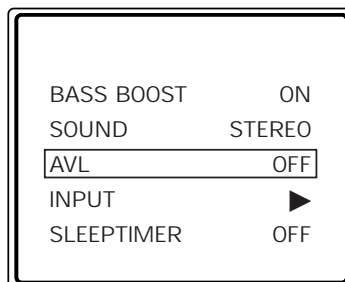 BASS BOOST ON
SOUND STEREO
AVL OFF
INPUT ▶
SLEEPTIMER OFF